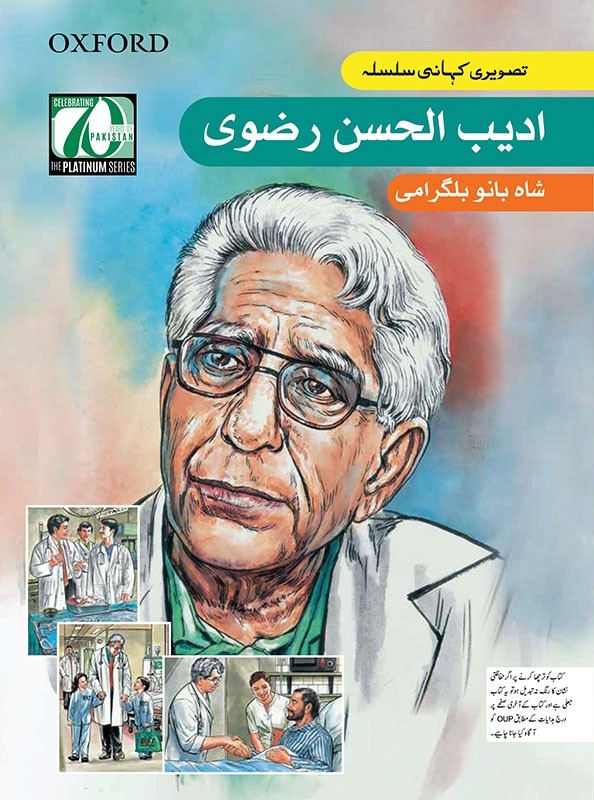 OXFORD
تصویری کہانی سلسلہ
CELEBRATING
70
YEARS OF
PAKISTAN
THE PLATINUM SERIES
ادیب الحسن رضوی
شاہ بانو بلگرامی
کتاب کو ترچھا کرنے پر اگر حفاظتی
نشان کا رنگ نہ تبدیل ہو تو یہ کتاب
جعلی ہے اور کتاب کے آخری صفحے پر
درج ہدایات کے مطابق OUP کو
آگاہ کیا جانا چاہیے۔